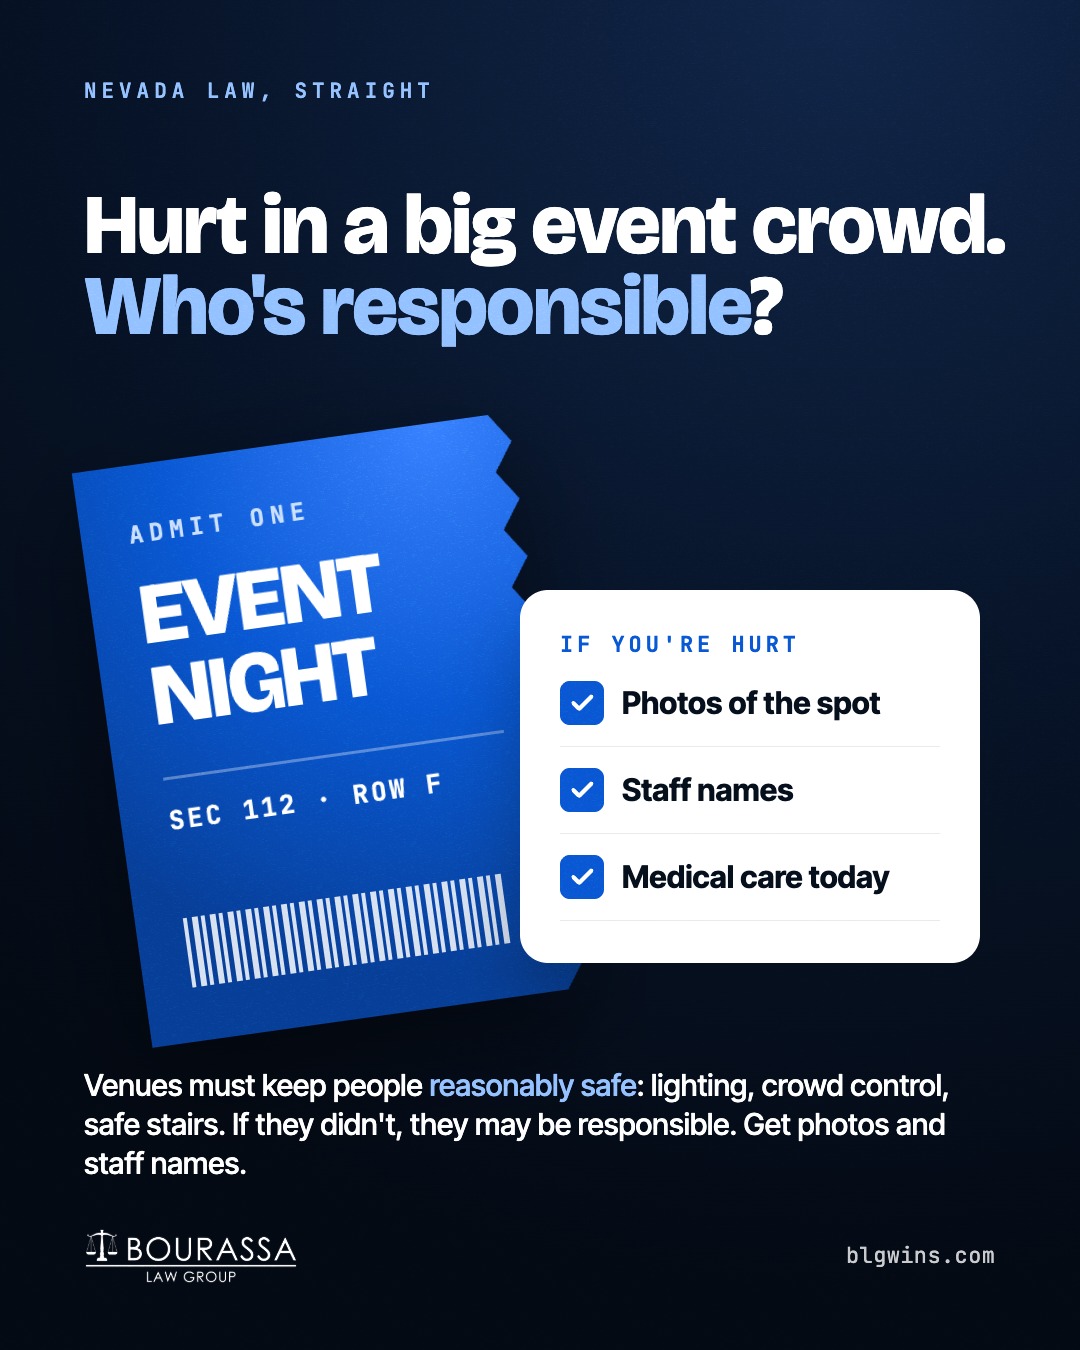 NEVADA LAW, STRAIGHT
Hurt in a big event crowd.
Who's responsible?
ADMIT ONE
EVENT
NIGHT
SEC 112 · ROW F
IF YOU'RE HURT
Photos of the spot
Staff names
Medical care today
Venues must keep people reasonably safe: lighting, crowd control,
safe stairs. If they didn't, they may be responsible. Get photos and
staff names.
BOURASSA
LAW GROUP
blgwins.com